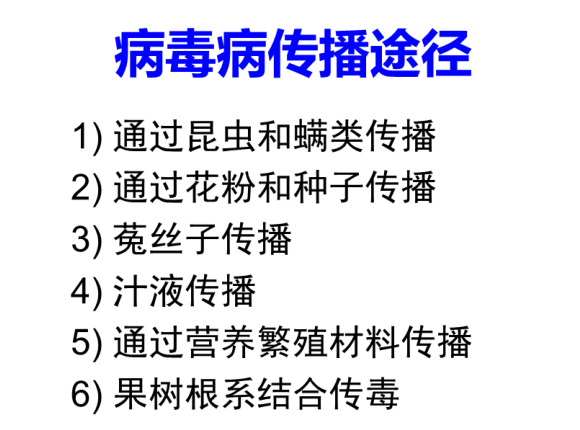 病毒病传播途径
1) 通过昆虫和螨类传播
2) 通过花粉和种子传播
3) 菟丝子传播
4) 汁液传播
5) 通过营养繁殖材料传播
6) 果树根系结合传毒